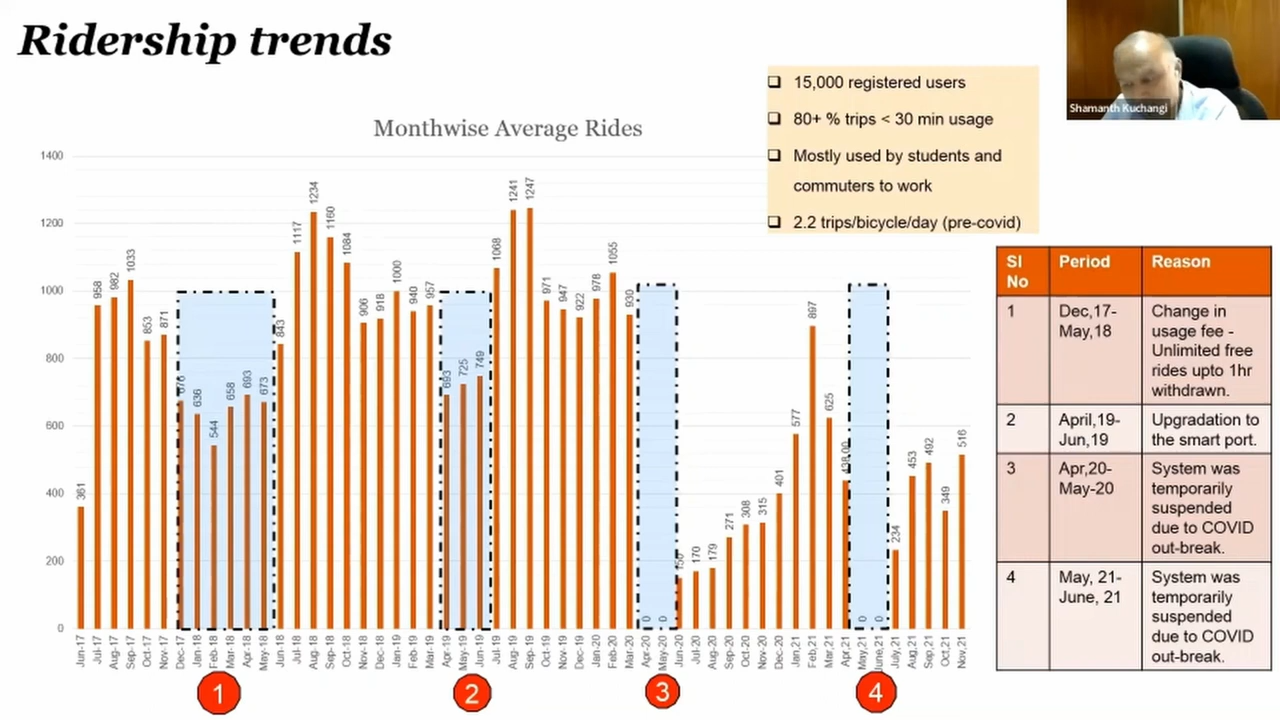 Ridership trends
Shamanth Kuchangi
❑ 15,000 registered users
❑ 80+ % trips < 30 min usage
❑ Mostly used by students and
commuters to work
❑ 2.2 trips/bicycle/day (pre-covid)
Monthwise Average Rides
1400
1200
1000
800
600
400
200
0
361 958 982 1033 853 871 676 636 544 658 693 673 843 1117 1234 1160 1084 906 918 1000 940 957 693 725 749 1068 1241 1247 971 947 922 978 1055 930 0 0 150 170 179 271 308 315 401 577 897 625 438.00 0 0 234 453 492 349 516
Jun-17 Jul-17 Aug-17 Sep-17 Oct-17 Nov-17 Dec-17 Jan-18 Feb-18 Mar-18 Apr-18 May-18 Jun-18 Jul-18 Aug-18 Sep-18 Oct-18 Nov-18 Dec-18 Jan-19 Feb-19 Mar-19 Apr-19 May-19 Jun-19 Jul-19 Aug-19 Sep-19 Oct-19 Nov-19 Dec-19 Jan-20 Feb-20 Mar-20 Apr-20 May-20 Jun-20 Jul-20 Aug-20 Sep-20 Oct-20 Nov-20 Dec-20 Jan,21 Feb,21 Mar,21 Apr,21 May,21 June,21 July,21 Aug,21 Sep,21 Oct,21 Nov,21
1 2 3 4
Sl Period Reason
No
1 Dec,17- Change in
May,18 usage fee -
Unlimited free
rides upto 1hr
withdrawn.
2 April,19- Upgradation to
Jun,19 the smart port.
3 Apr,20- System was
May-20 temporarily
suspended
due to COVID
out-break.
4 May, 21- System was
June, 21 temporarily
suspended
due to COVID
out-break.